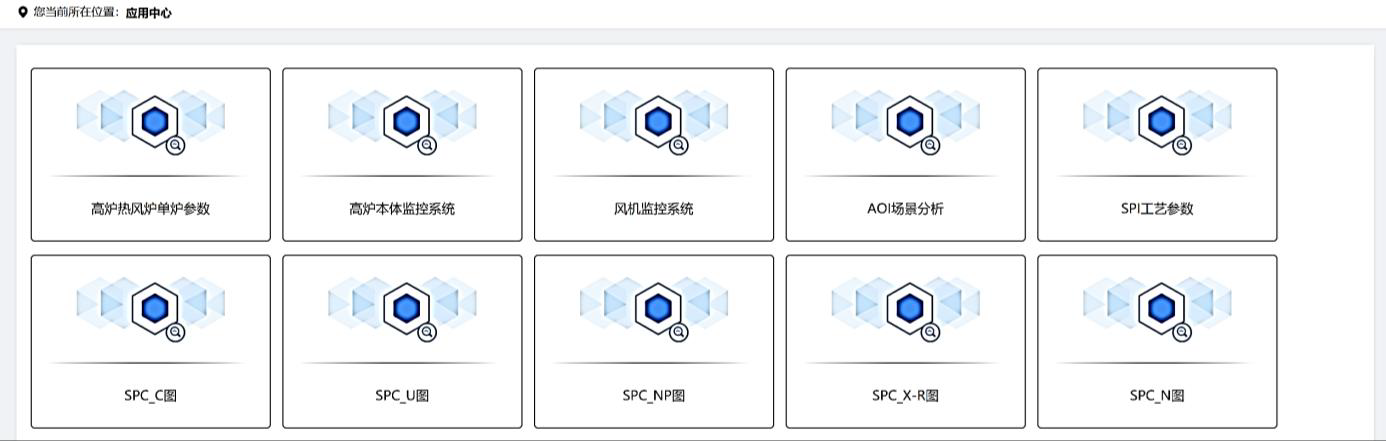 您当前所在位置：应用中心
高炉热风炉单炉参数
高炉本体监控系统
风机监控系统
AOI场景分析
SPI工艺参数
SPC_C图
SPC_U图
SPC_NP图
SPC_X-R图
SPC_N图